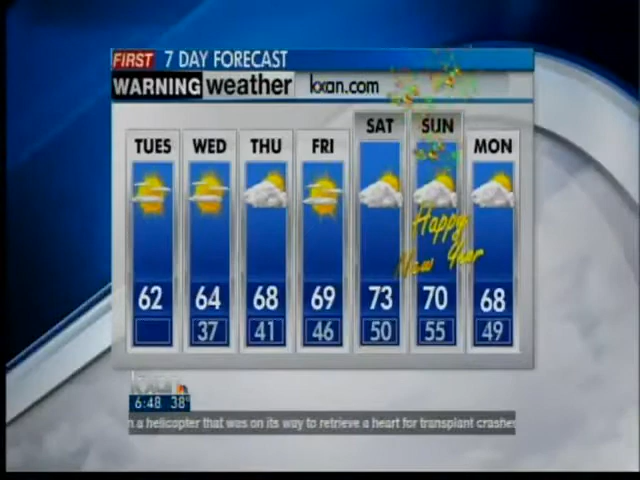 FIRST 7 DAY FORECAST
WARNING weather kxan.com
TUES WED THU FRI SAT SUN MON
Happy
New Year
62 64 68 69 73 70 68
37 41 46 50 55 49
KXAN
6:48 38°
n a helicopter that was on its way to retrieve a heart for transplant crashe